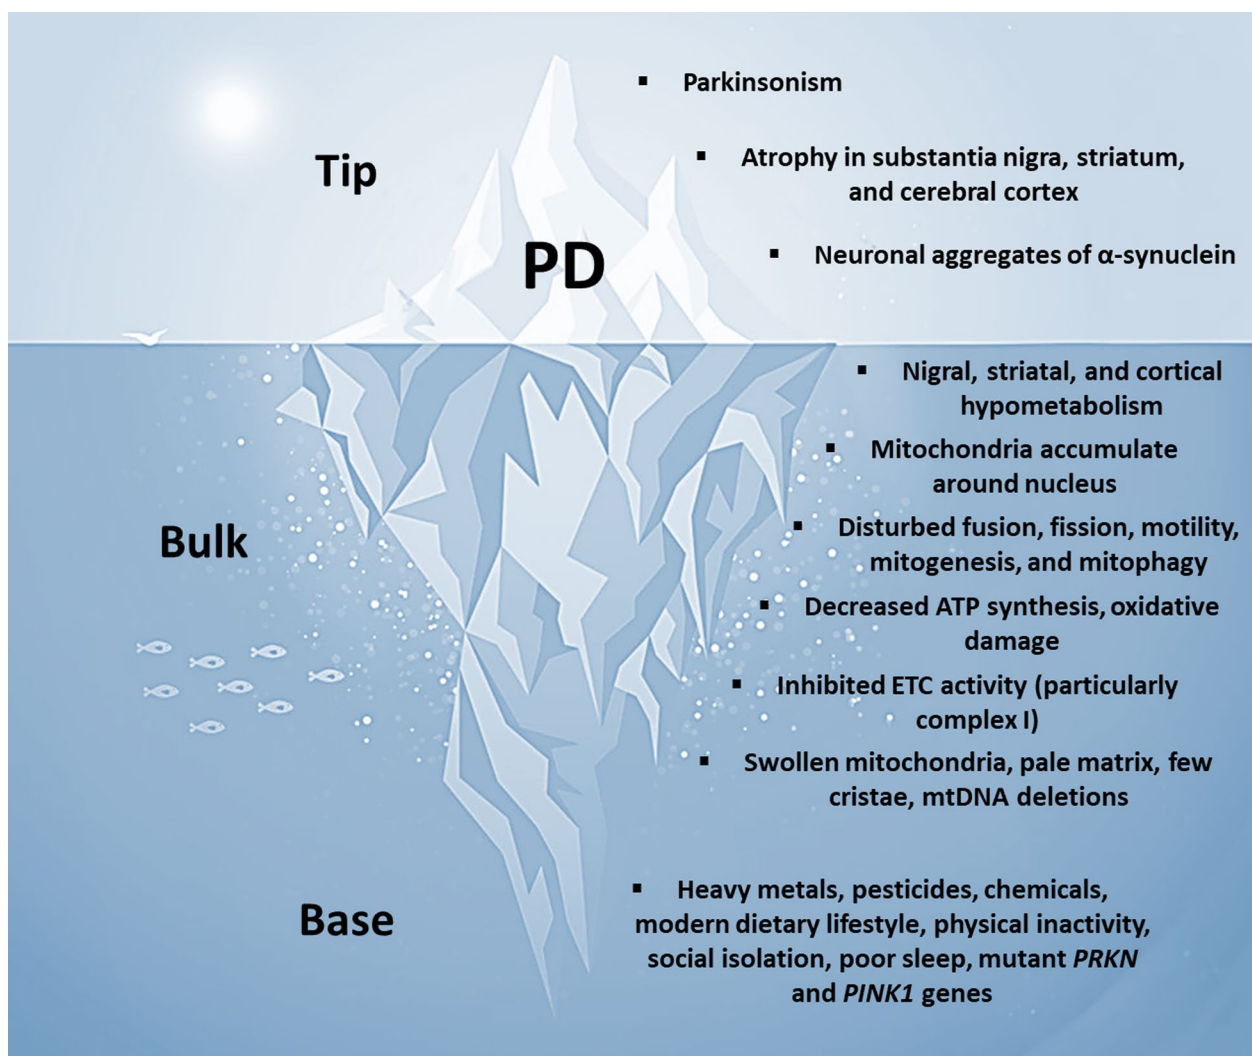 Tip
PD
▪ Parkinsonism
▪ Atrophy in substantia nigra, striatum,
and cerebral cortex
▪ Neuronal aggregates of α-synuclein
Bulk
▪ Nigral, striatal, and cortical
hypometabolism
▪ Mitochondria accumulate
around nucleus
▪ Disturbed fusion, fission, motility,
mitogenesis, and mitophagy
▪ Decreased ATP synthesis, oxidative
damage
▪ Inhibited ETC activity (particularly
complex I)
▪ Swollen mitochondria, pale matrix, few
cristae, mtDNA deletions
Base
▪ Heavy metals, pesticides, chemicals,
modern dietary lifestyle, physical inactivity,
social isolation, poor sleep, mutant PRKN
and PINK1 genes